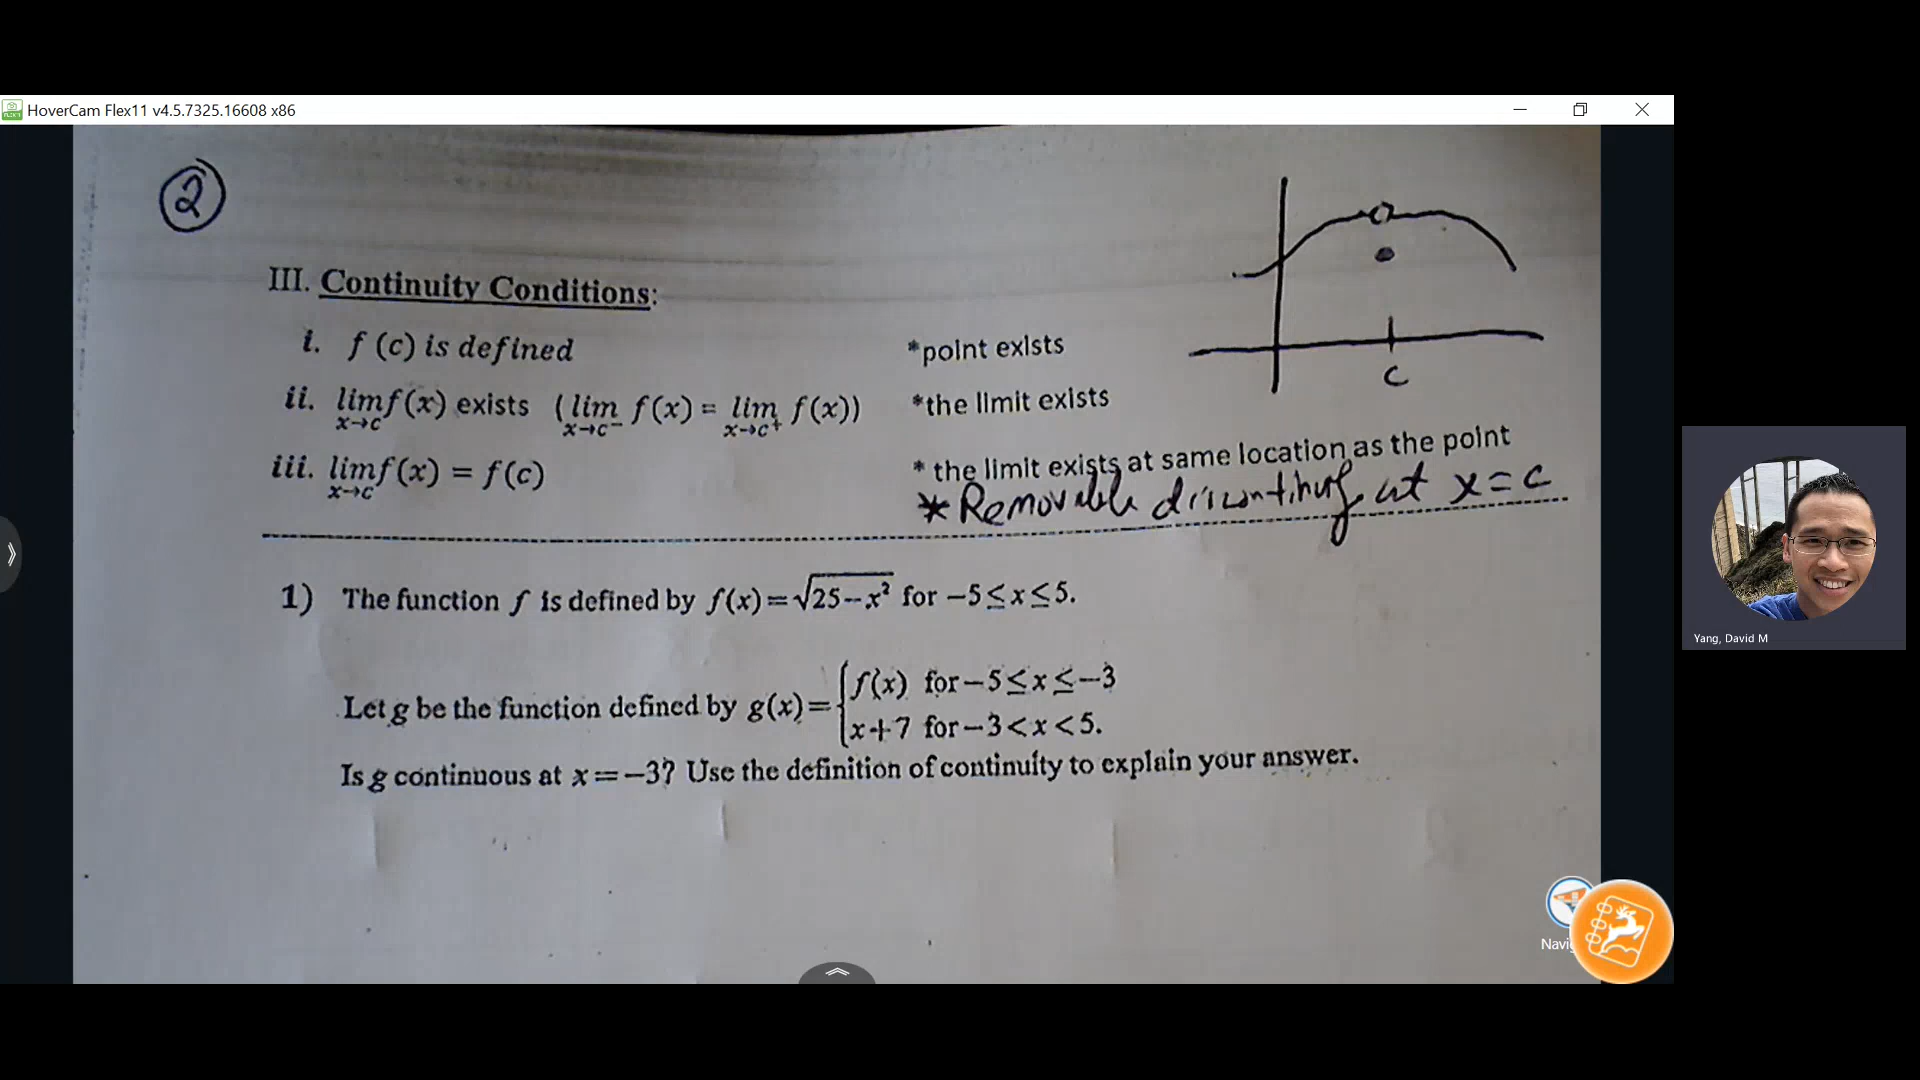 HoverCam Flex11 v4.5.7325.16608 x86
2
III. Continuity Conditions:
i. f (c) is defined *point exists
ii. lim x→c f(x) exists (lim x→c⁻ f(x) = lim x→c⁺ f(x)) *the limit exists
iii. lim x→c f(x) = f(c) * the limit exists at same location as the point
* Removable discontinuity at x = c
c
1) The function f is defined by f(x)=√25−x² for −5≤x≤5.
Let g be the function defined by g(x)={f(x) for −5≤x≤−3
x+7 for −3<x<5.
Is g continuous at x=−3? Use the definition of continuity to explain your answer.
Yang, David M